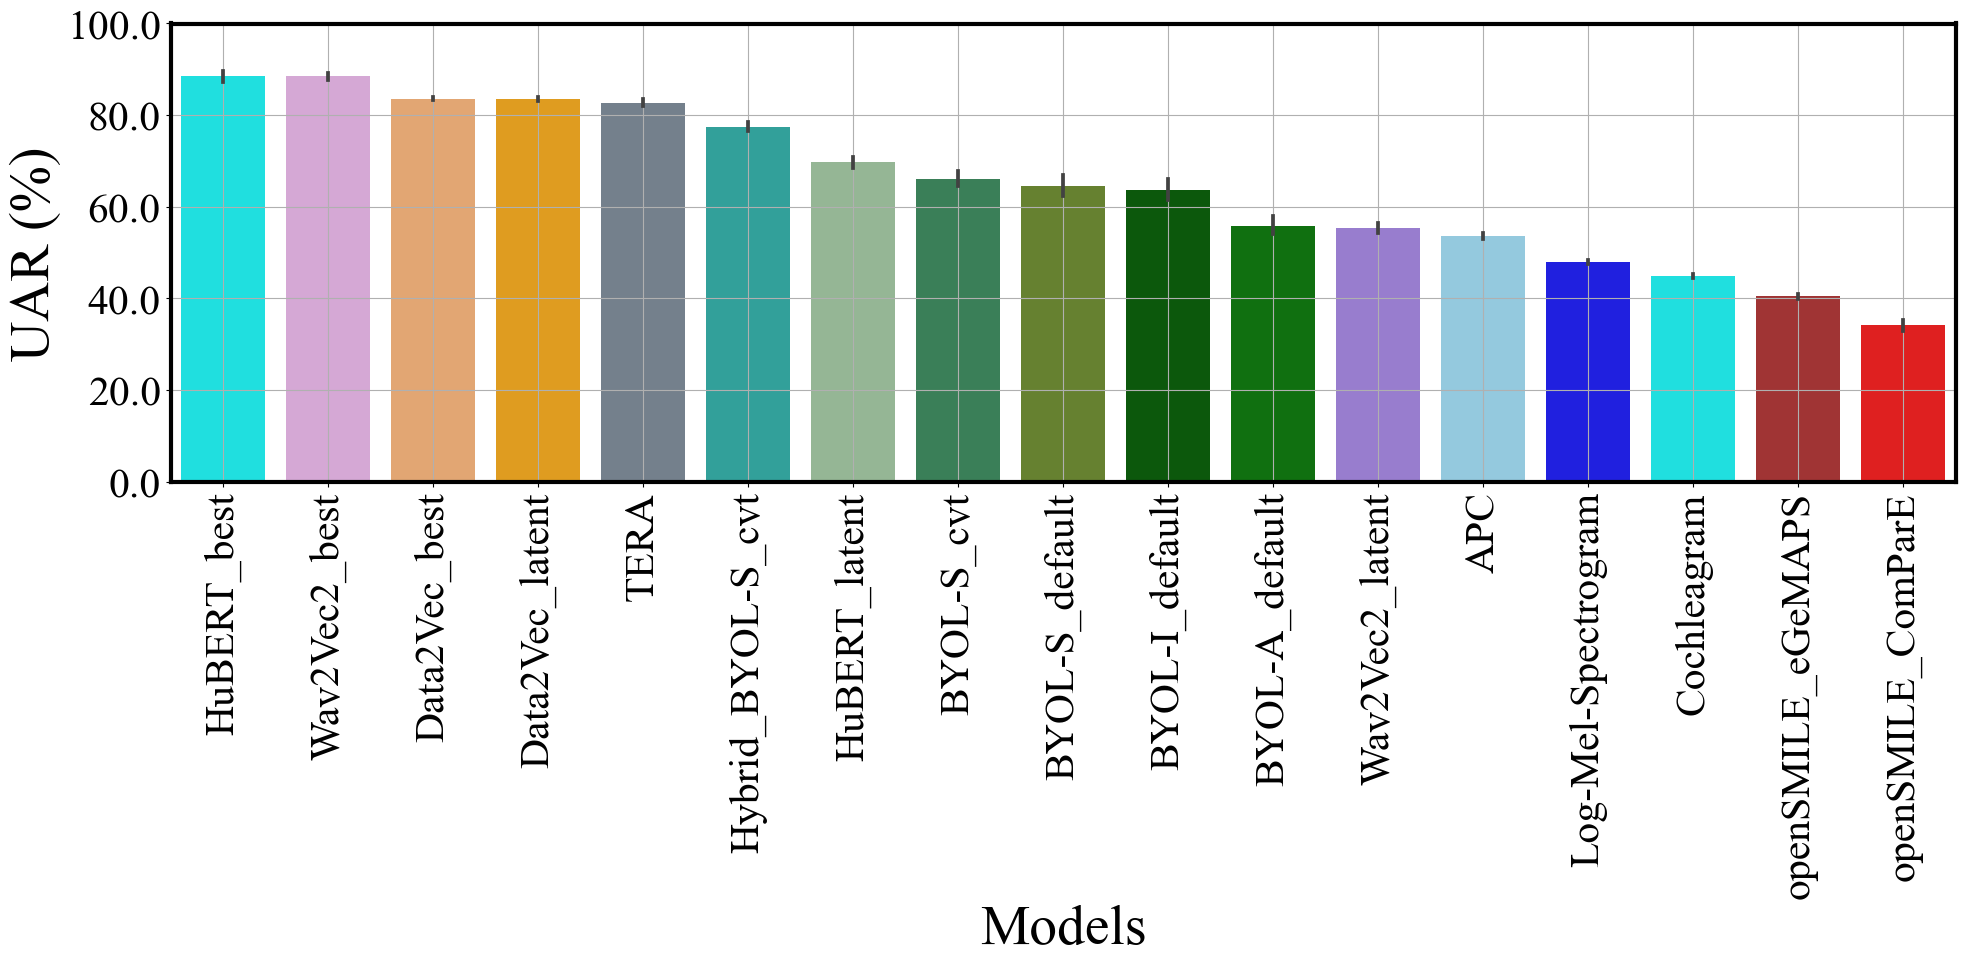 UAR (%)
100.0
80.0
60.0
40.0
20.0
0.0
HuBERT_best
Wav2Vec2_best
Data2Vec_best
Data2Vec_latent
TERA
Hybrid_BYOL-S_cvt
HuBERT_latent
BYOL-S_cvt
BYOL-S_default
BYOL-I_default
BYOL-A_default
Wav2Vec2_latent
APC
Log-Mel-Spectrogram
Cochleagram
openSMILE_eGeMAPS
openSMILE_ComParE
Models